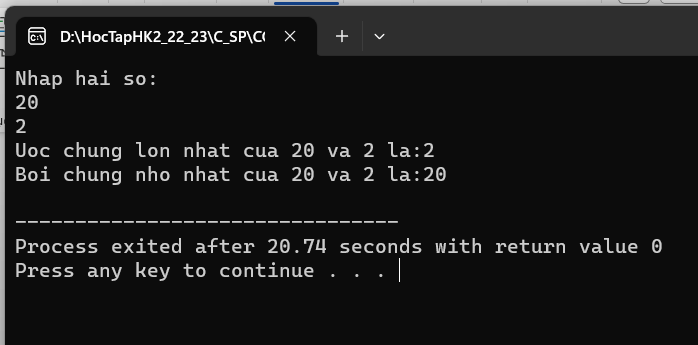 D:\HocTapHK2_22_23\C_SP\C
Nhap hai so:
20
2
Uoc chung lon nhat cua 20 va 2 la:2
Boi chung nho nhat cua 20 va 2 la:20
--------------------------------
Process exited after 20.74 seconds with return value 0
Press any key to continue . . .